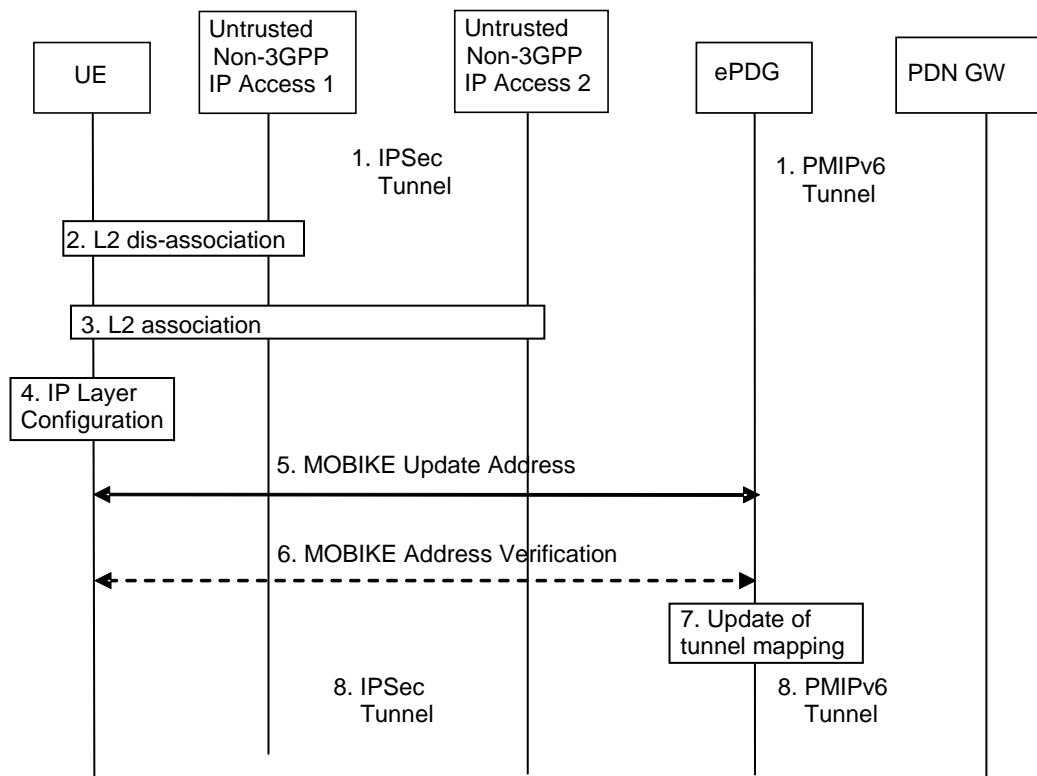 UE
Untrusted
Non-3GPP
IP Access 1
Untrusted
Non-3GPP
IP Access 2
ePDG
PDN GW
1. IPSec
Tunnel
1. PMIPv6
Tunnel
2. L2 dis-association
3. L2 association
4. IP Layer
Configuration
5. MOBIKE Update Address
6. MOBIKE Address Verification
7. Update of
tunnel mapping
8. IPSec
Tunnel
8. PMIPv6
Tunnel